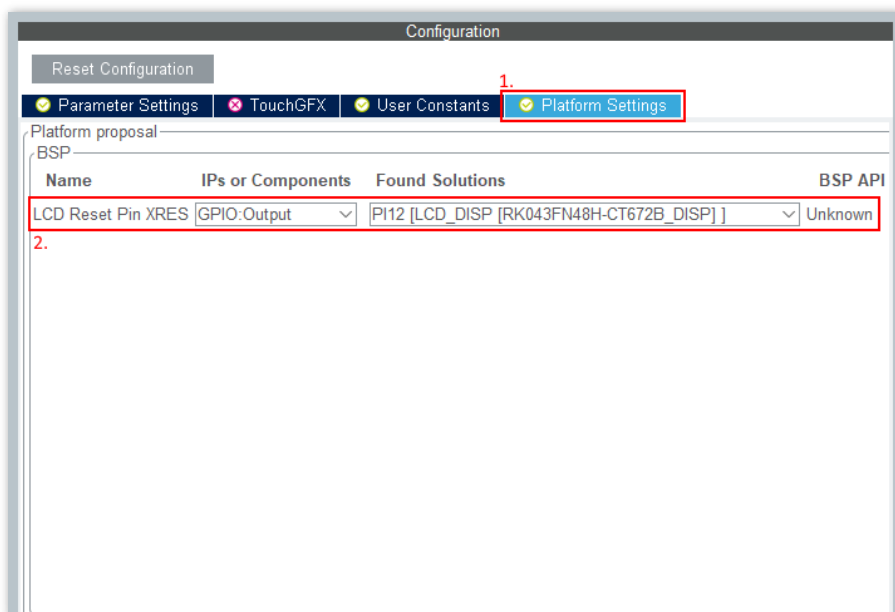 Configuration
Reset Configuration
1.
Parameter Settings TouchGFX User Constants Platform Settings
Platform proposal
BSP
Name IPs or Components Found Solutions BSP API
LCD Reset Pin XRES GPIO:Output PI12 [LCD_DISP [RK043FN48H-CT672B_DISP] ] Unknown
2.